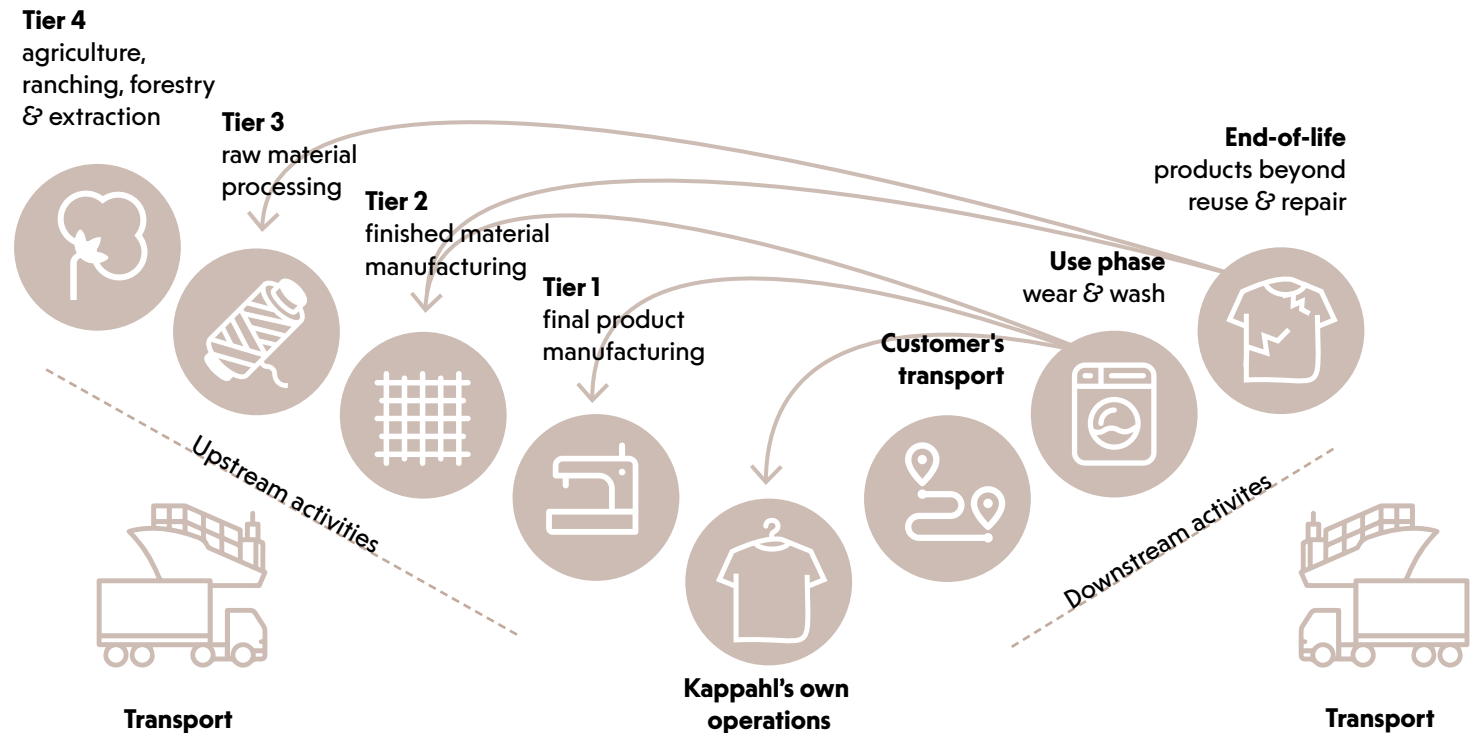 Tier 4
agriculture,
ranching, forestry
& extraction
Tier 3
raw material
processing
Tier 2
finished material
manufacturing
Tier 1
final product
manufacturing
Kappahl’s own
operations
Customer's
transport
Use phase
wear & wash
End-of-life
products beyond
reuse & repair
Upstream activities
Downstream activites
Transport
Transport